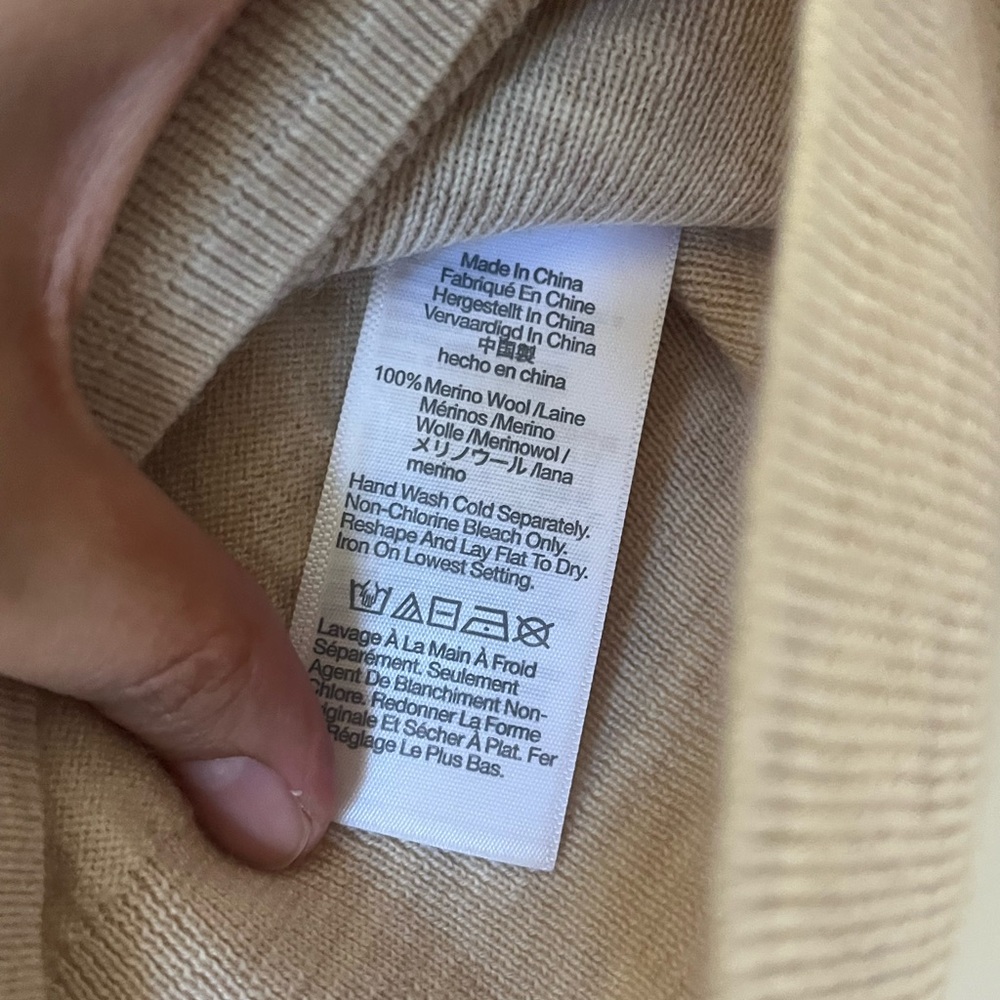 Made In China
Fabriqué En Chine
Hergestellt In China
Vervaardigd In China
中国製
hecho en china
100% Merino Wool /Laine
Mérinos /Merino
Wolle /Merinowol /
メリノウール /lana
merino
Hand Wash Cold Separately.
Non-Chlorine Bleach Only.
Reshape And Lay Flat To Dry.
Iron On Lowest Setting.
Lavage À La Main À Froid
Séparément. Seulement
Agent De Blanchiment Non-
Chlore. Redonner La Forme
Et Sécher À Plat. Fer
Réglage Le Plus Bas.